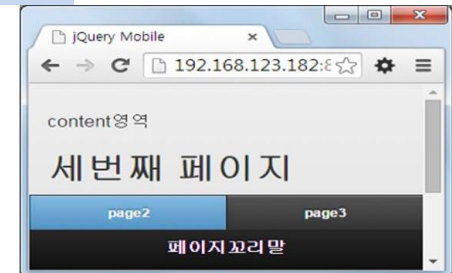 jQuery Mobile
192.168.123.182:8
content영역
세번째 페이지
page2 page3
페이지꼬리말